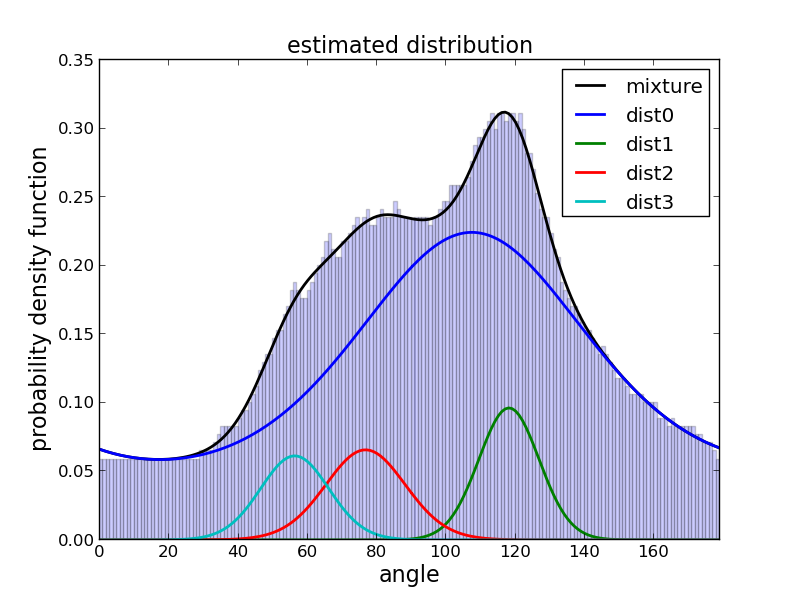 estimated distribution
0.35
0.30
0.25
0.20
0.15
0.10
0.05
0.00
probability density function
mixture
dist0
dist1
dist2
dist3
0 20 40 60 80 100 120 140 160
angle